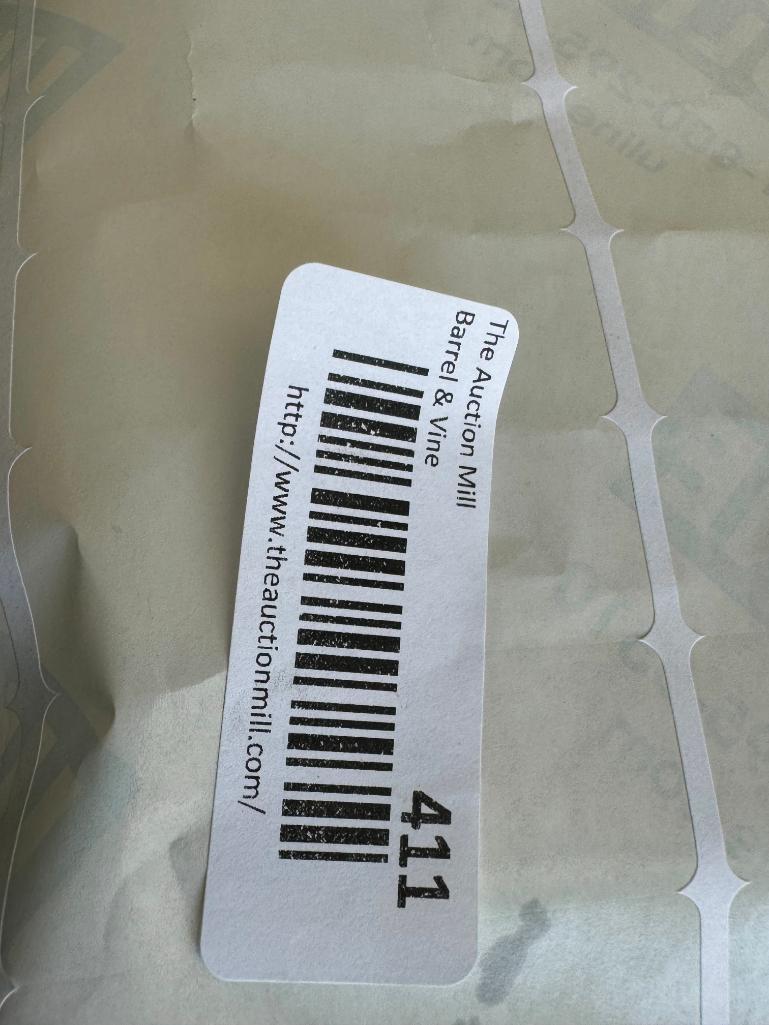 The Auction Mill
Barrel & Vine
411
http://www.theauctionmill.com/